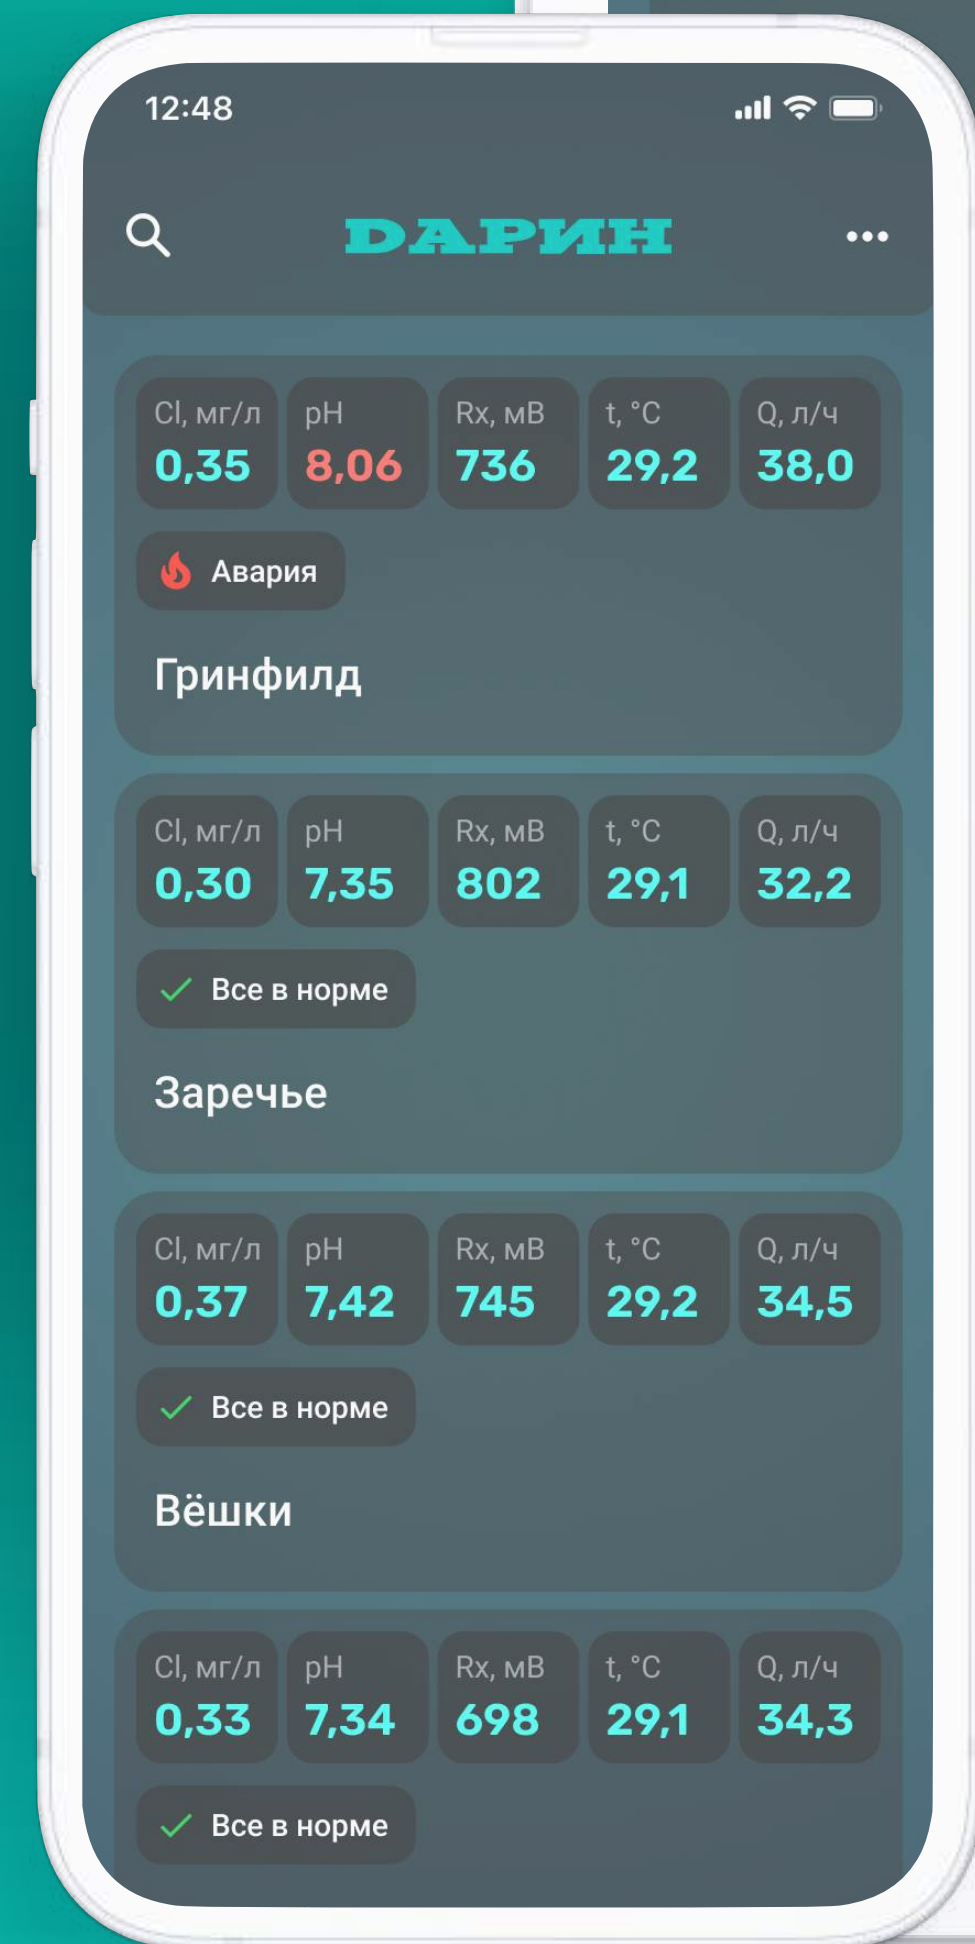 12:48
DАРИН
Cl, мг/л pH Rx, мВ t, °C Q, л/ч
0,35 8,06 736 29,2 38,0
Авария
Гринфилд
Cl, мг/л pH Rx, мВ t, °C Q, л/ч
0,30 7,35 802 29,1 32,2
Все в норме
Заречье
Cl, мг/л pH Rx, мВ t, °C Q, л/ч
0,37 7,42 745 29,2 34,5
Все в норме
Вёшки
Cl, мг/л pH Rx, мВ t, °C Q, л/ч
0,33 7,34 698 29,1 34,3
Все в норме